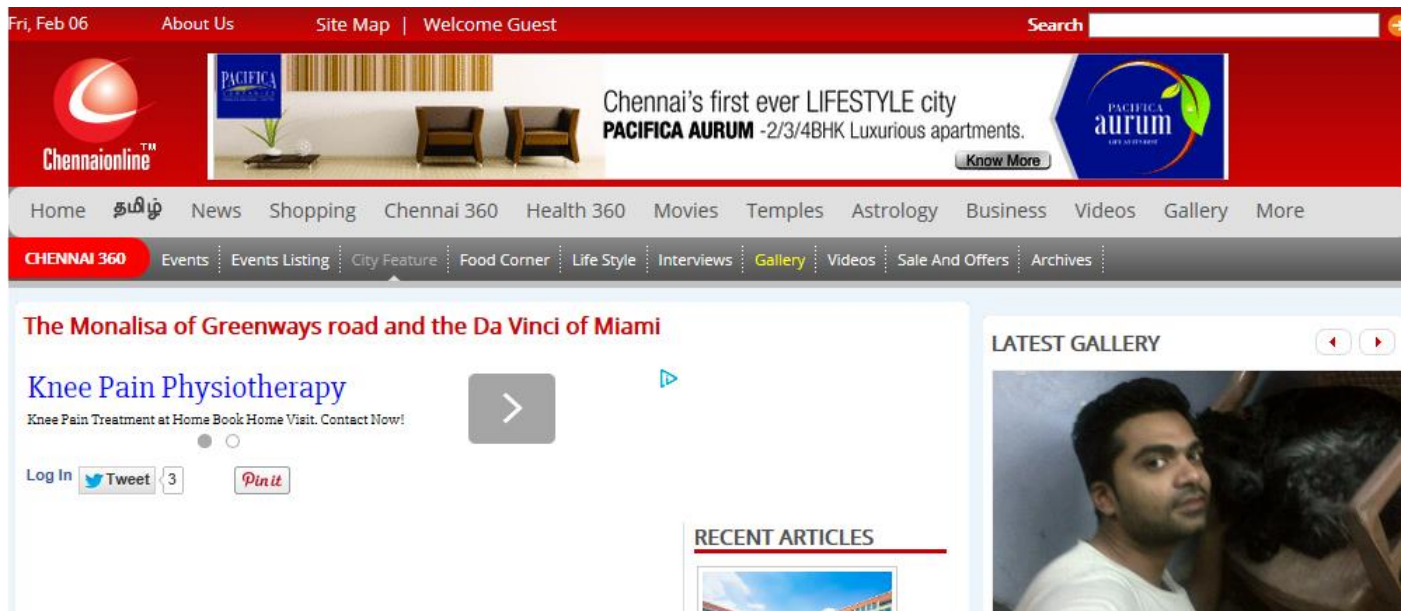 Fri, Feb 06 About Us Site Map | Welcome Guest Search
PACIFICA
Chennai's first ever LIFESTYLE city
PACIFICA AURUM -2/3/4BHK Luxurious apartments.
Know More
PACIFICA
aurum
Chennaionline™
Home தமிழ் News Shopping Chennai 360 Health 360 Movies Temples Astrology Business Videos Gallery More
CHENNAI 360 Events Events Listing City Feature Food Corner Life Style Interviews Gallery Videos Sale And Offers Archives
The Monalisa of Greenways road and the Da Vinci of Miami
LATEST GALLERY
Knee Pain Physiotherapy
Knee Pain Treatment at Home Book Home Visit. Contact Now!
Log In Tweet 3 Pin it
RECENT ARTICLES